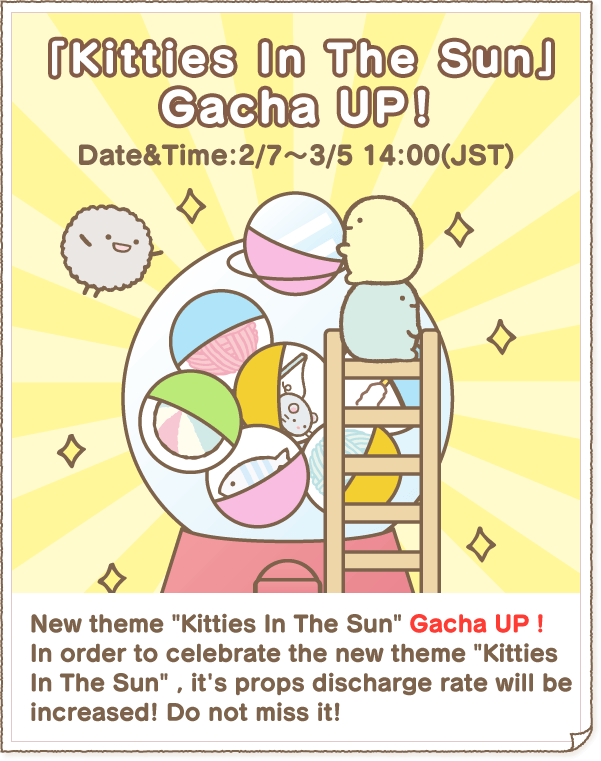 「Kitties In The Sun」
Gacha UP!
Date&Time:2/7～3/5 14:00(JST)
New theme "Kitties In The Sun" Gacha UP !
In order to celebrate the new theme "Kitties
In The Sun" , it's props discharge rate will be
increased! Do not miss it!